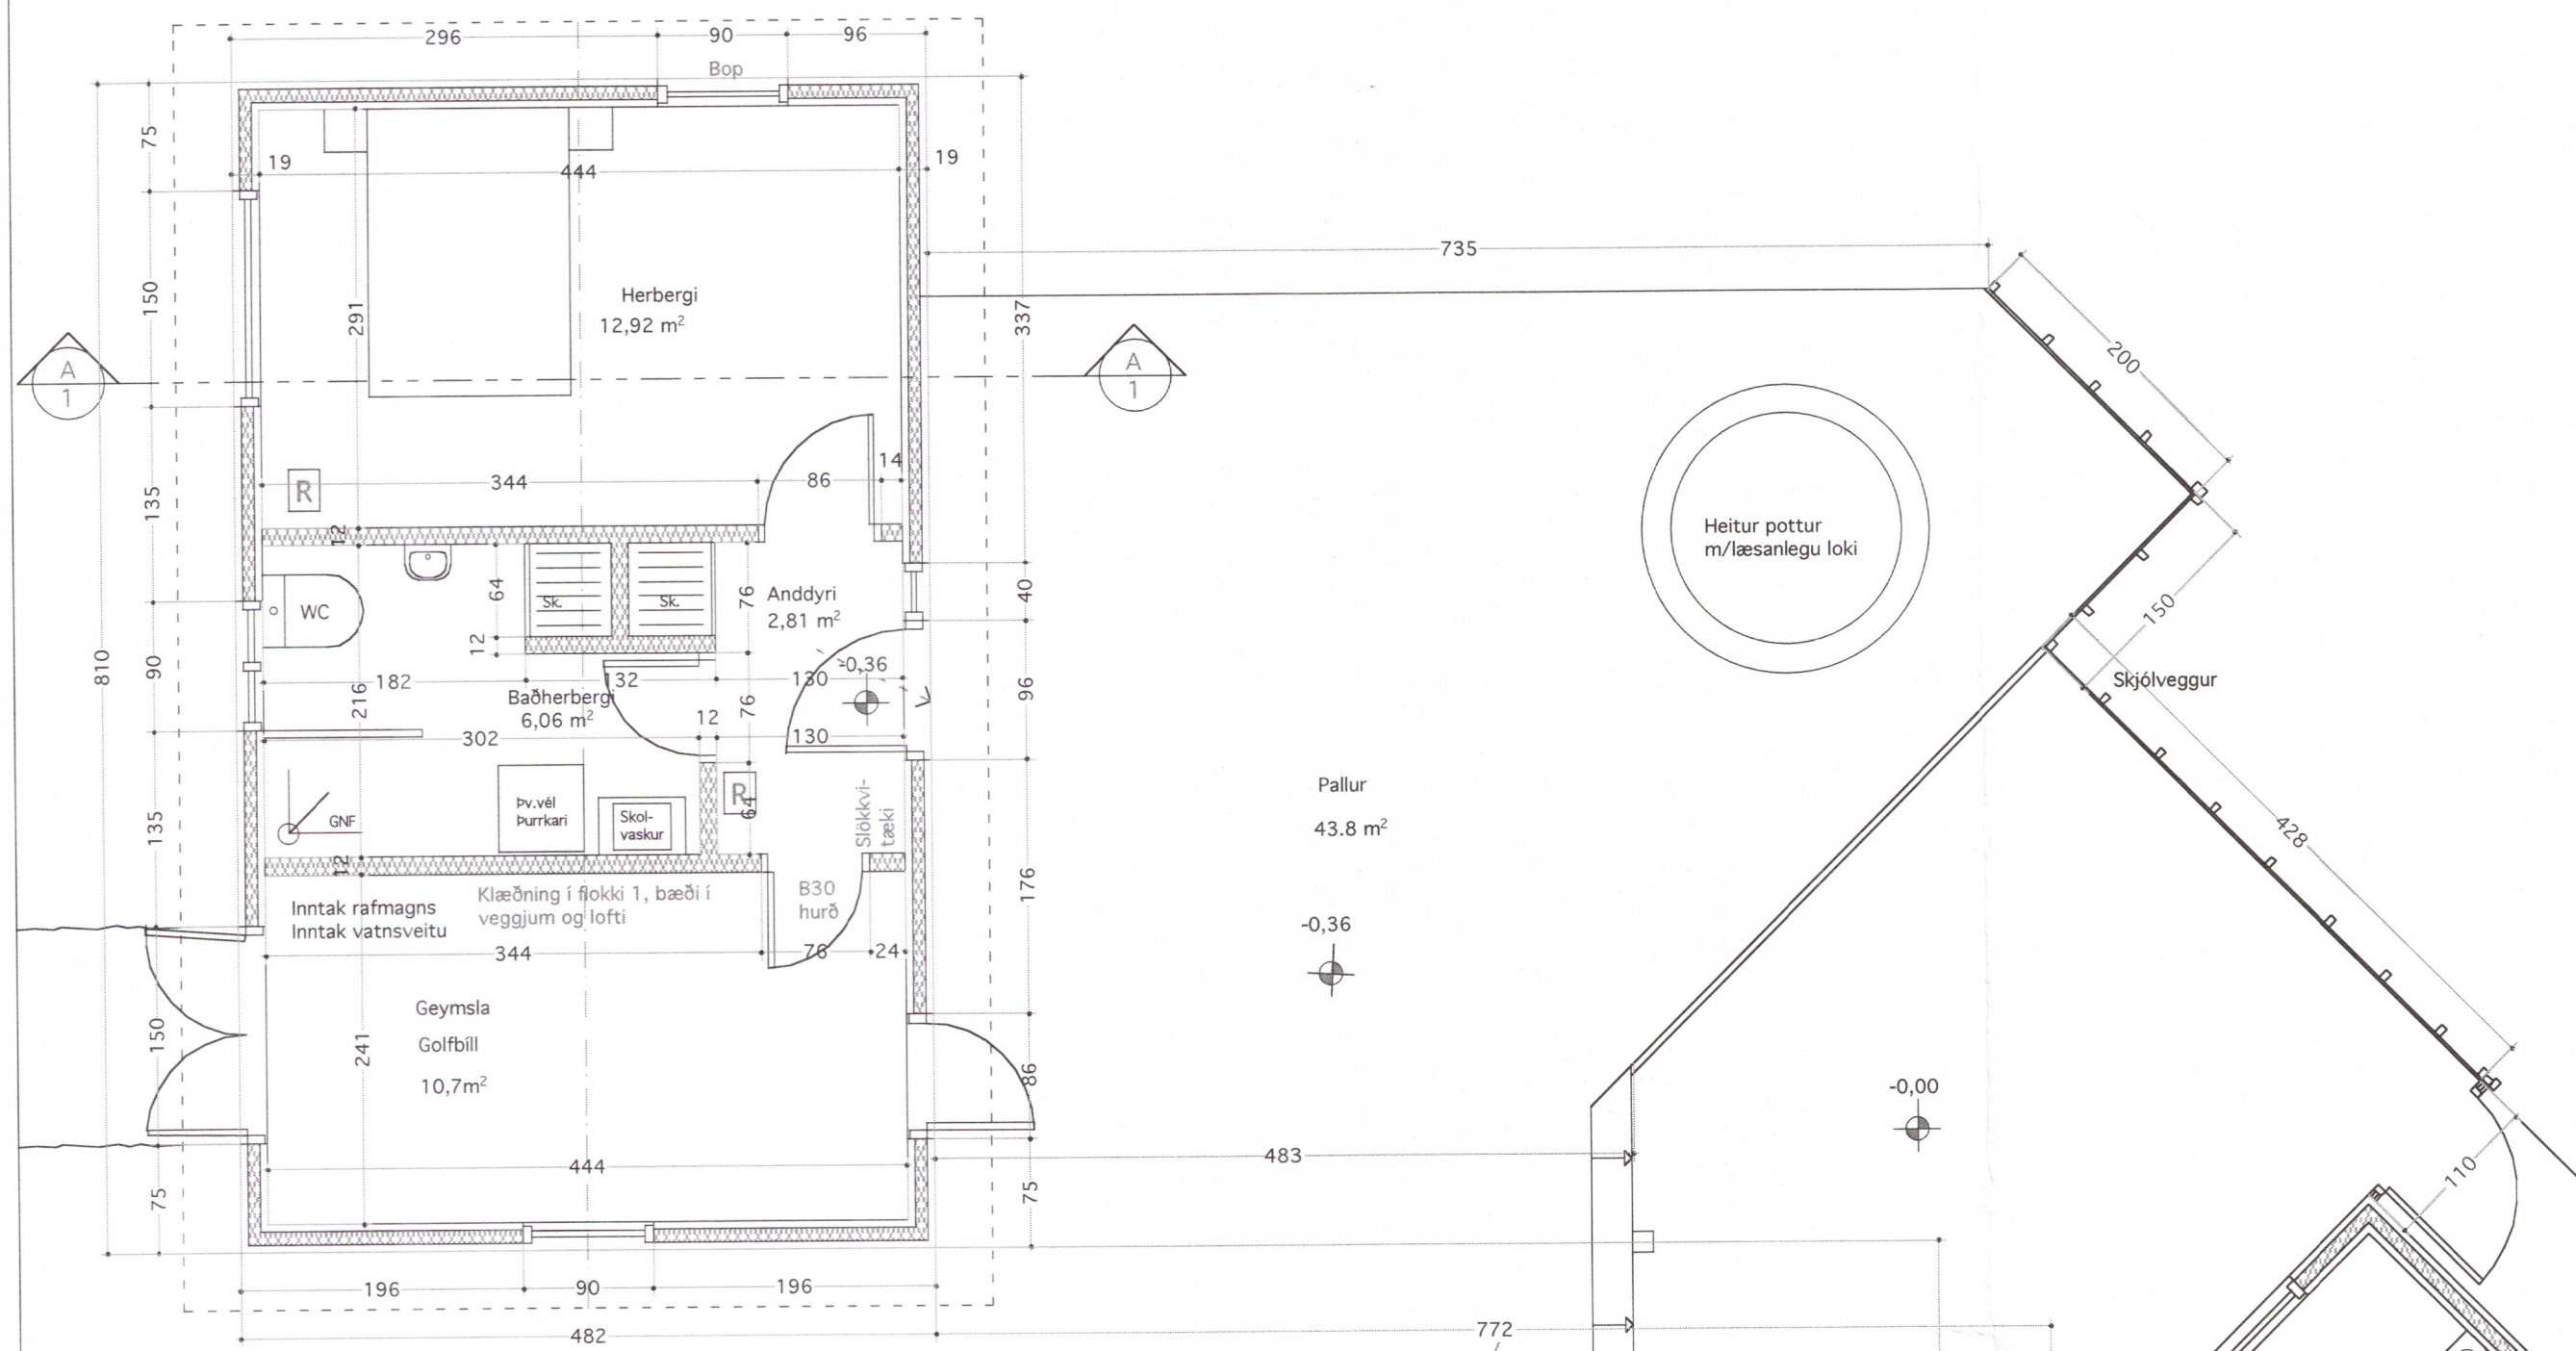 296
90
96
Bop
75
19
444
19
735
Herbergi
12,92 m²
150
291
337
200
A
1
A
1
344
86
14
R
135
12
Heitur pottur
m/læsanlegu loki
WC
64
Sk.
Sk.
76
Anddyri
2,81 m²
40
150
12
-0,36
810
90
182
132
130
216
Baðherbergi
6,06 m²
76
96
Skjólveggur
302
12
130
Pallur
43.8 m²
135
GNF
Þv.vél
Þurrkari
Skol-
vaskur
R
64
Slökkvi-
tæki
428
12
Inntak rafmagns
Inntak vatnsveitu
Klæðning í flokki 1, bæði í
veggjum og lofti
B30
hurð
176
-0,36
344
76
24
Geymsla
Golfbíll
10,7m²
150
241
86
-0,00
444
483
110
75
75
196
90
196
482
772